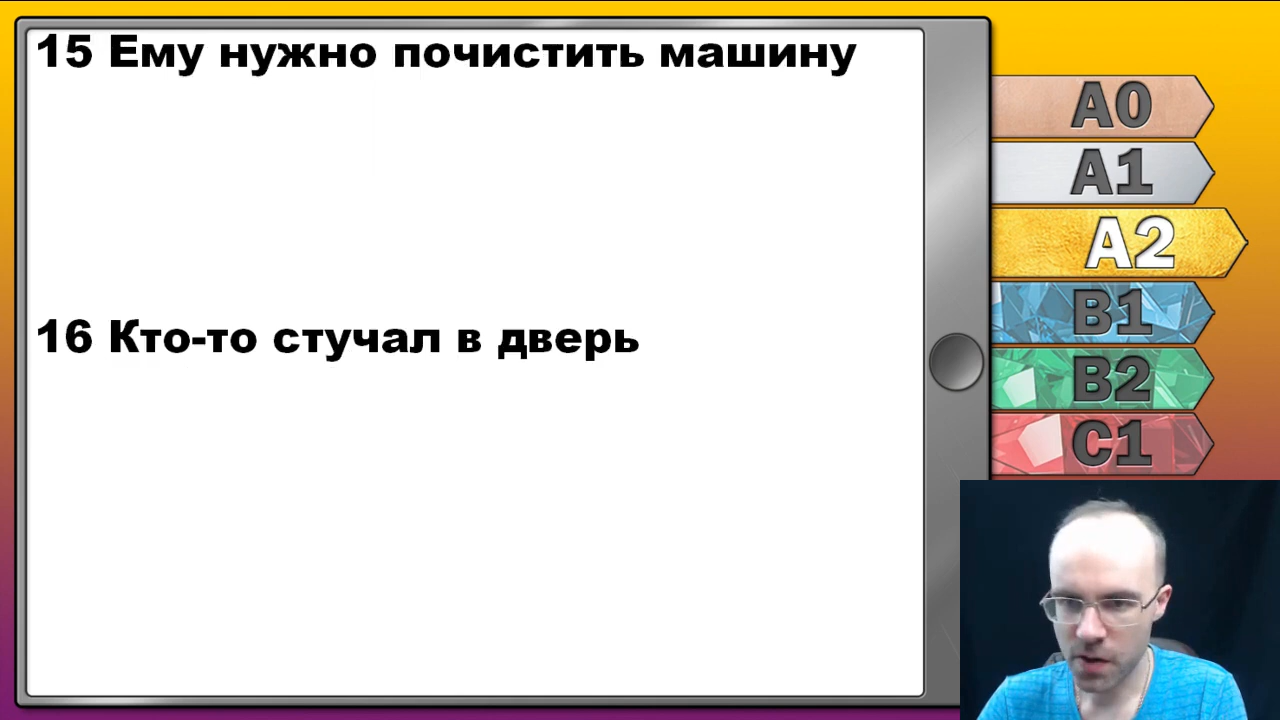 15 Ему нужно почистить машину
16 Кто-то стучал в дверь
A0
A1
A2
B1
B2
C1